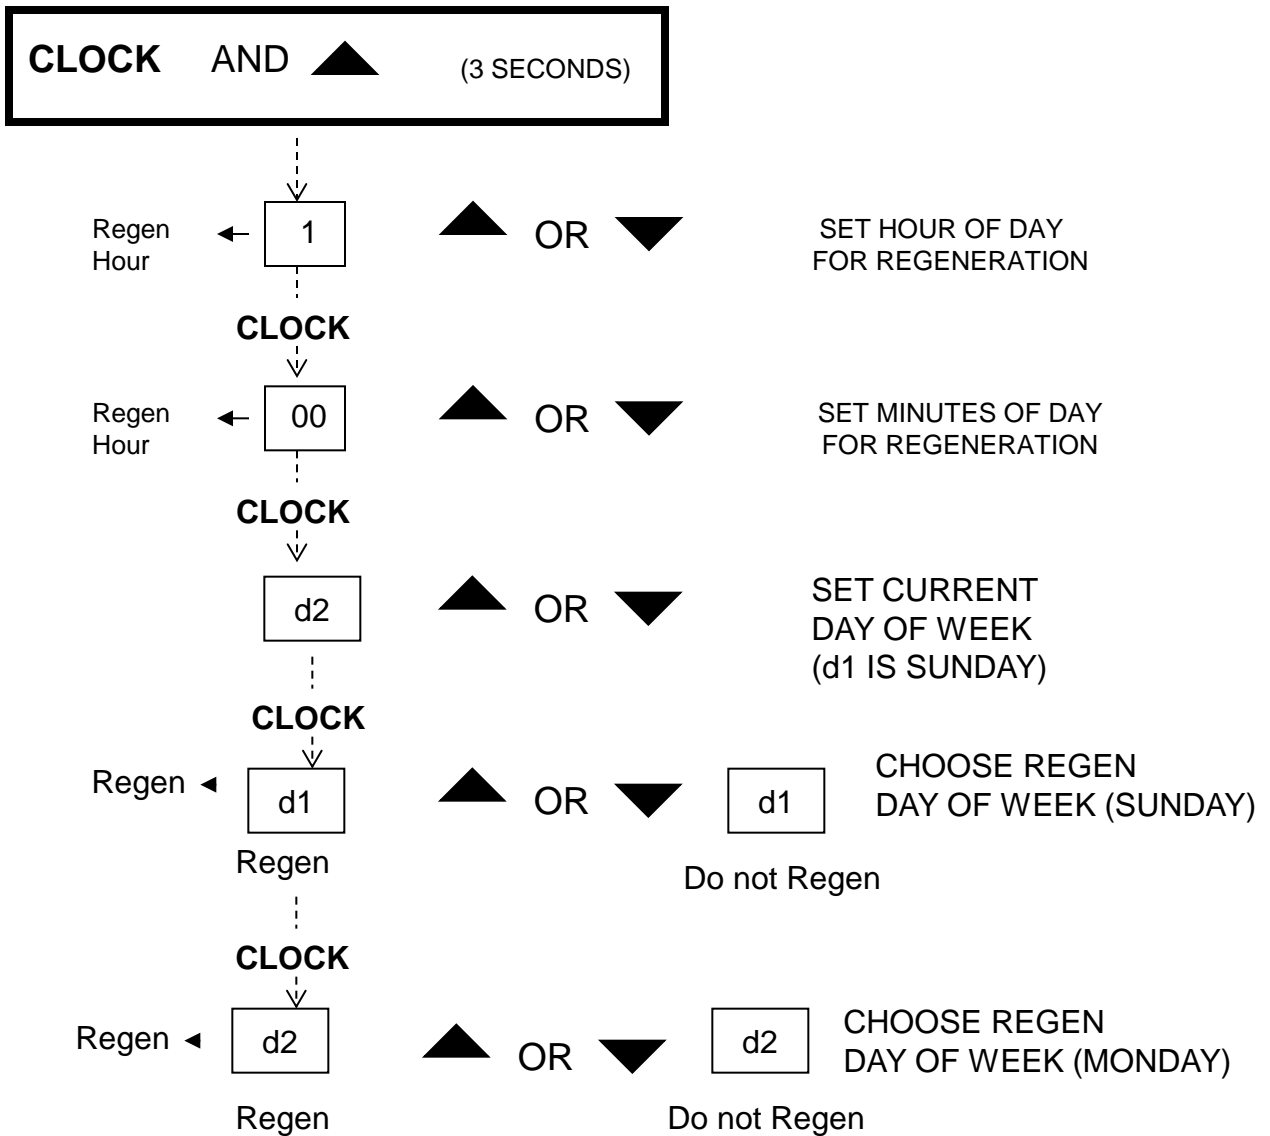 CLOCK AND ▲ (3 SECONDS)
Regen
Hour
1
▲ OR ▼
SET HOUR OF DAY
FOR REGENERATION
CLOCK
Regen
Hour
00
▲ OR ▼
SET MINUTES OF DAY
FOR REGENERATION
CLOCK
d2
▲ OR ▼
SET CURRENT
DAY OF WEEK
(d1 IS SUNDAY)
CLOCK
Regen
d1
Regen
▲ OR ▼
d1
Do not Regen
CHOOSE REGEN
DAY OF WEEK (SUNDAY)
CLOCK
Regen
d2
Regen
▲ OR ▼
d2
Do not Regen
CHOOSE REGEN
DAY OF WEEK (MONDAY)